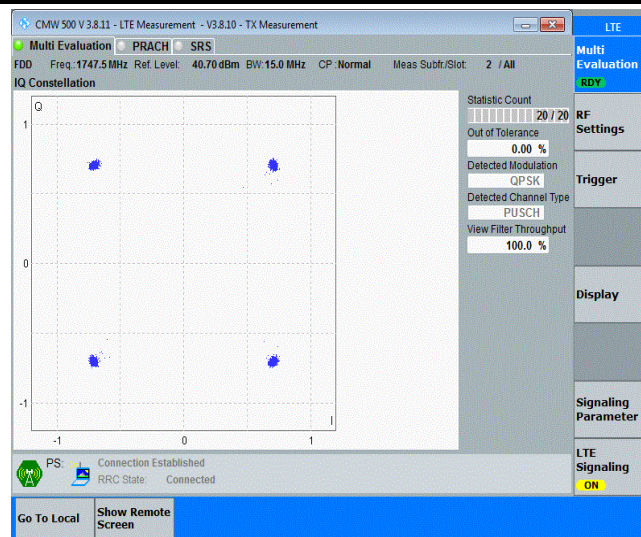 CMW 500 V 3.8.11 - LTE Measurement - V3.8.10 - TX Measurement
LTE
Multi Evaluation PRACH SRS
FDD Freq.:1747.5 MHz Ref. Level: 40.70 dBm BW:15.0 MHz CP :Normal Meas Subfr./Slot: 2 / All
IQ Constellation
Q
1
0
-1
I
-1 0 1
Statistic Count
20 / 20
Out of Tolerance
0.00 %
Detected Modulation
QPSK
Detected Channel Type
PUSCH
View Filter Throughput
100.0 %
Multi
Evaluation
RDY
RF
Settings
Trigger
Display
Signaling
Parameter
LTE
Signaling
ON
PS: Connection Established
RRC State: Connected
Go To Local
Show Remote
Screen